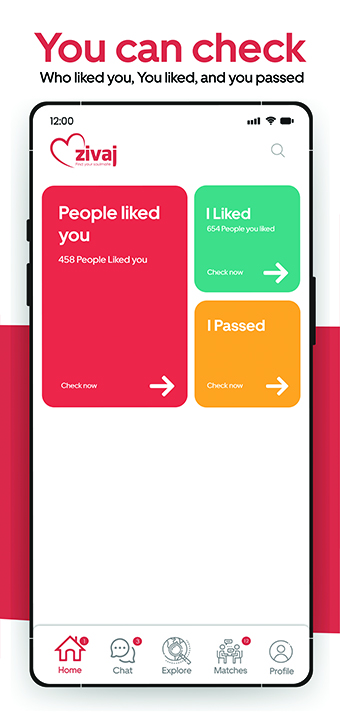 You can check
Who liked you, You liked, and you passed
12:00
zivaj
Find your soulmate
People liked
you
458 People Liked you
Check now
I Liked
654 People you liked
Check now
I Passed
Check now
1
3
Home
Chat
Explore
Matches
Profile